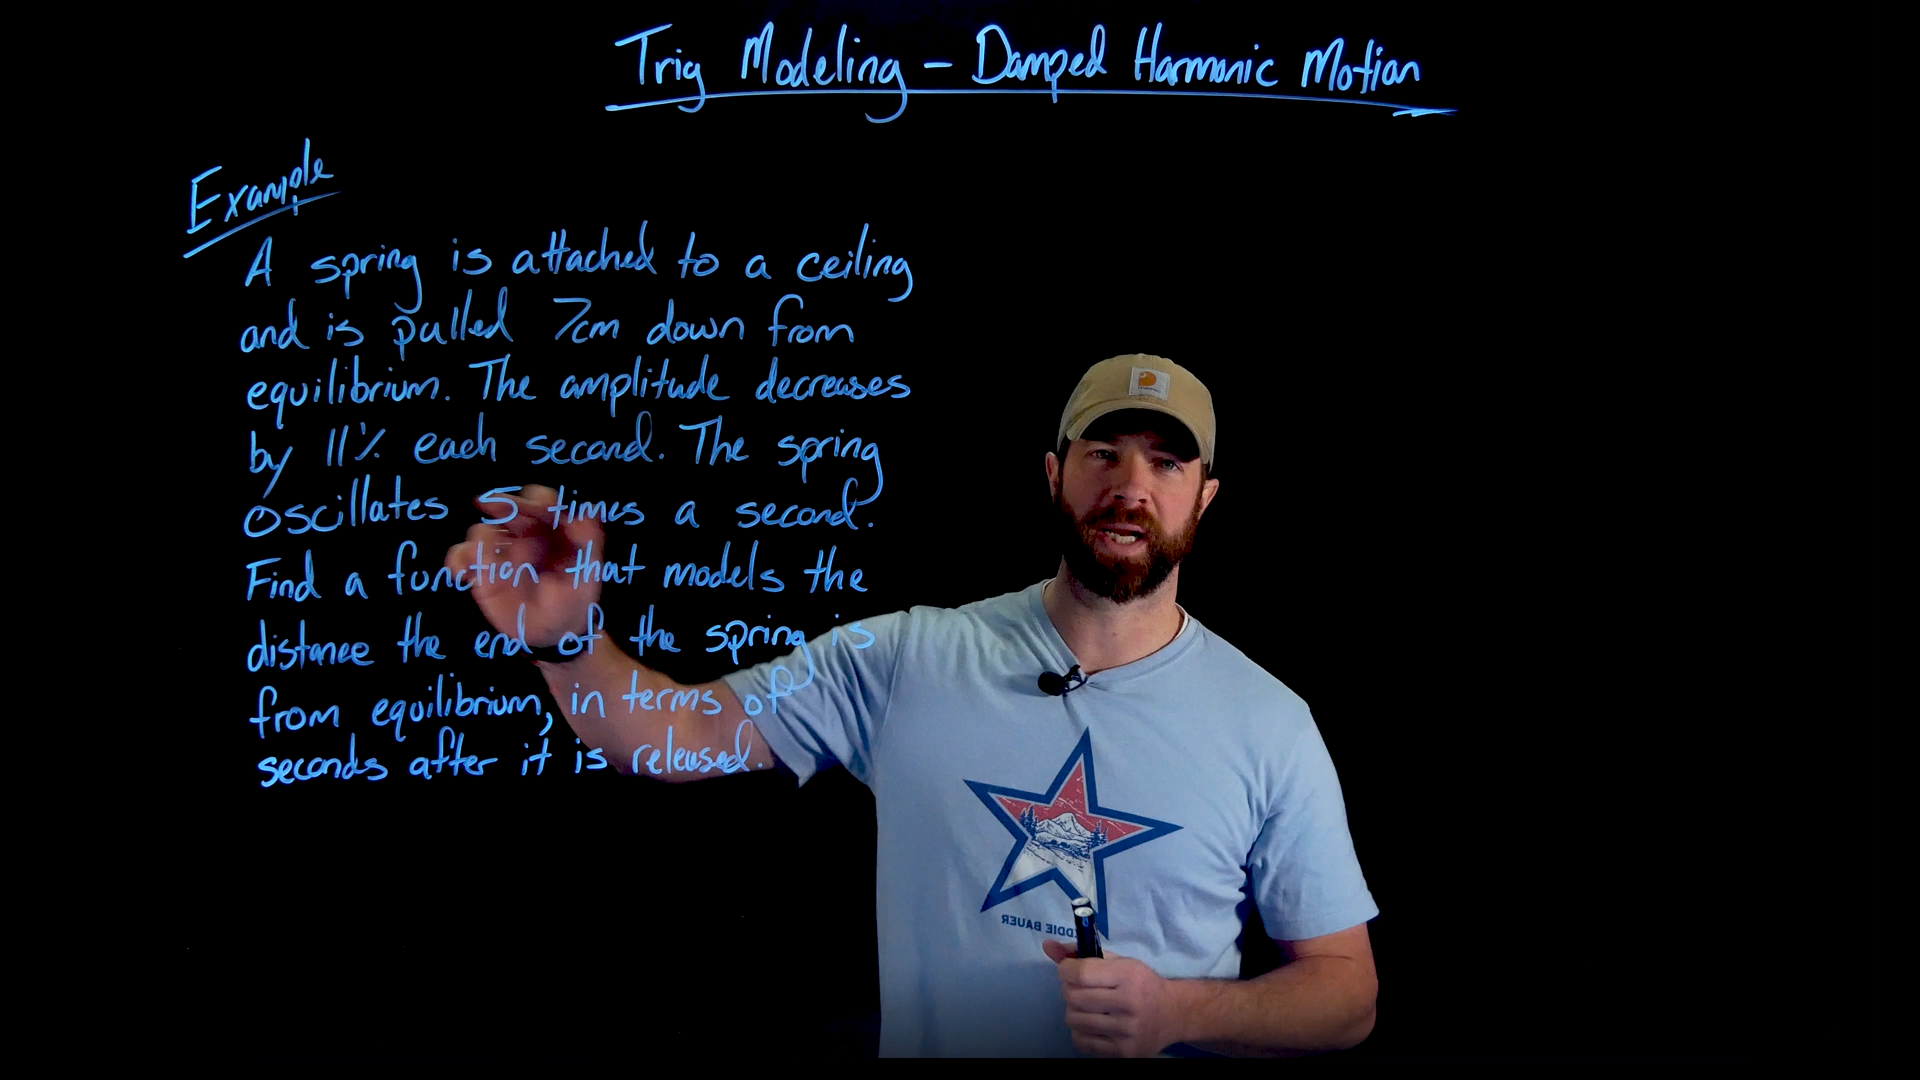 Trig Modeling - Damped Harmonic Motion
Example
A spring is attached to a ceiling
and is pulled 7cm down from
equilibrium. The amplitude decreases
by 11% each second. The spring
oscillates 5 times a second.
Find a function that models the
distance the end of the spring is
from equilibrium, in terms of
seconds after it is released.
EDDIE BAUER